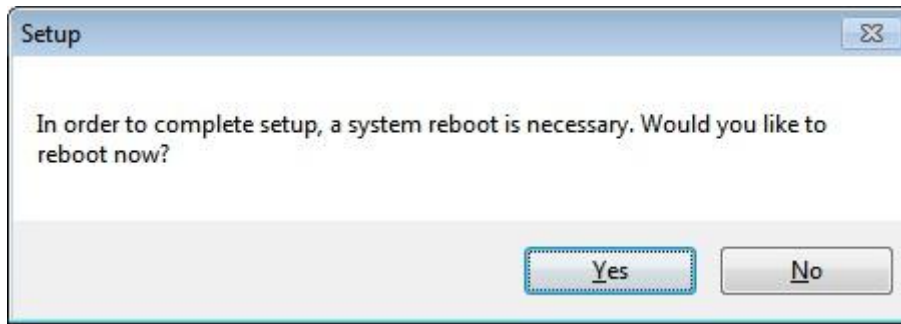 Setup
In order to complete setup, a system reboot is necessary. Would you like to
reboot now?
Yes
No